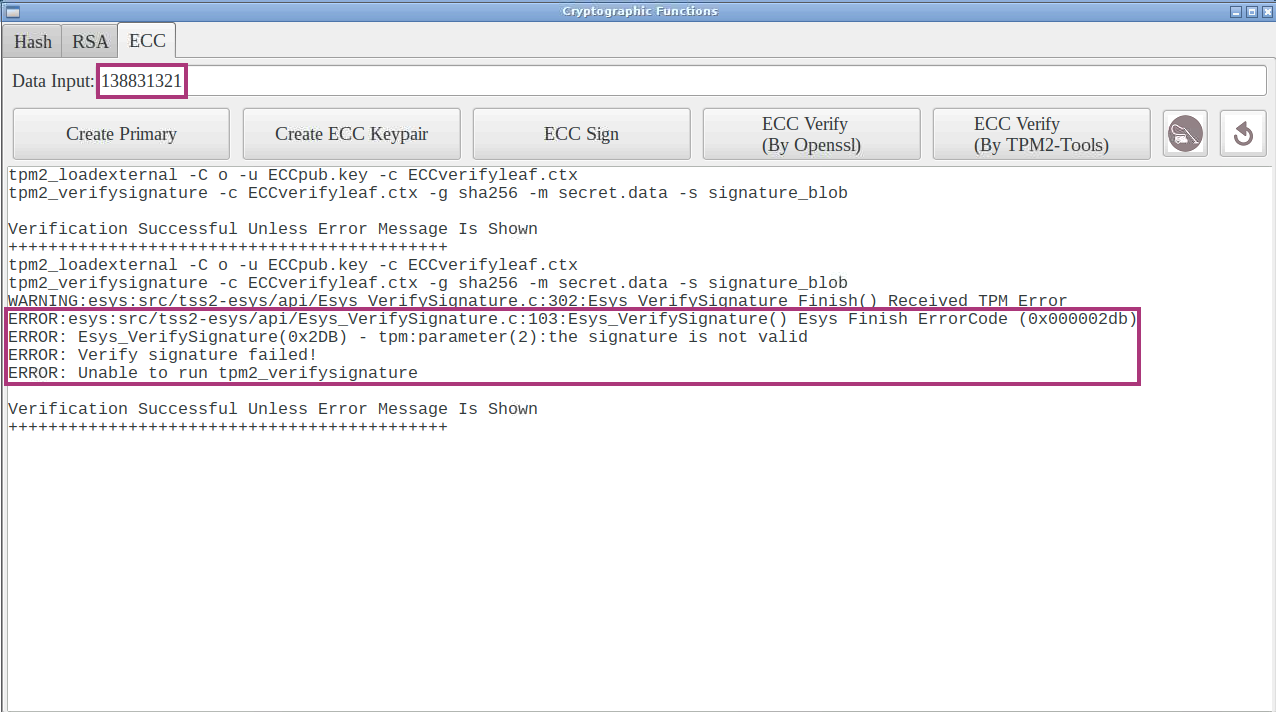 Cryptographic Functions
Hash RSA ECC
Data Input: 138831321
Create Primary Create ECC Keypair ECC Sign ECC Verify (By Openssl) ECC Verify (By TPM2-Tools)
tpm2_loadexternal -C o -u ECCpub.key -c ECCverifyleaf.ctx
tpm2_verifysignature -c ECCverifyleaf.ctx -g sha256 -m secret.data -s signature_blob
Verification Successful Unless Error Message Is Shown
++++++++++++++++++++++++++++++++++++++++++++
tpm2_loadexternal -C o -u ECCpub.key -c ECCverifyleaf.ctx
tpm2_verifysignature -c ECCverifyleaf.ctx -g sha256 -m secret.data -s signature_blob
WARNING:esys:src/tss2-esys/api/Esys_VerifySignature.c:302:Esys_VerifySignature_Finish() Received TPM Error
ERROR:esys:src/tss2-esys/api/Esys_VerifySignature.c:103:Esys_VerifySignature() Esys Finish ErrorCode (0x000002db)
ERROR: Esys_VerifySignature(0x2DB) - tpm:parameter(2):the signature is not valid
ERROR: Verify signature failed!
ERROR: Unable to run tpm2_verifysignature
Verification Successful Unless Error Message Is Shown
++++++++++++++++++++++++++++++++++++++++++++